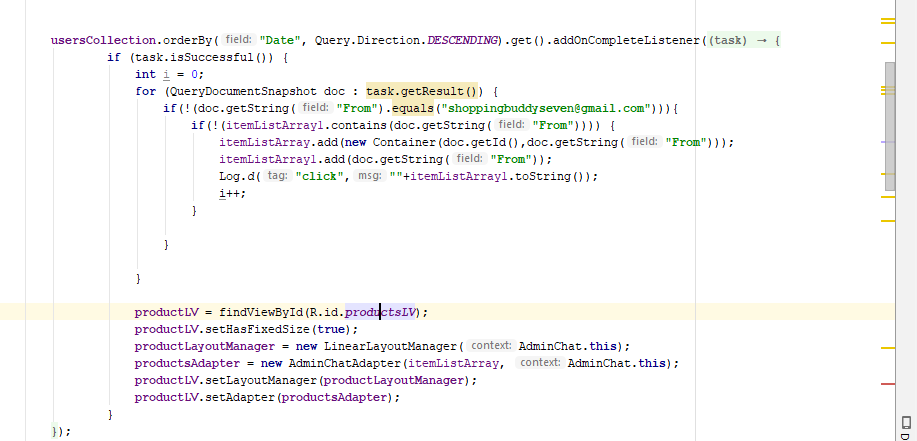 usersCollection.orderBy( field: "Date", Query.Direction.DESCENDING).get().addOnCompleteListener((task) → {
if (task.isSuccessful()) {
int i = 0;
for (QueryDocumentSnapshot doc : task.getResult()) {
if(!(doc.getString( field: "From").equals("shoppingbuddyseven@gmail.com"))){
if(!(itemListArray1.contains(doc.getString( field: "From")))) {
itemListArray.add(new Container(doc.getId(),doc.getString( field: "From")));
itemListArray1.add(doc.getString( field: "From"));
Log.d( tag: "click", msg: ""+itemListArray1.toString());
i++;
}
}
}
productLV = findViewById(R.id.productsLV);
productLV.setHasFixedSize(true);
productLayoutManager = new LinearLayoutManager( context: AdminChat.this);
productsAdapter = new AdminChatAdapter(itemListArray, context: AdminChat.this);
productLV.setLayoutManager(productLayoutManager);
productLV.setAdapter(productsAdapter);
}
});